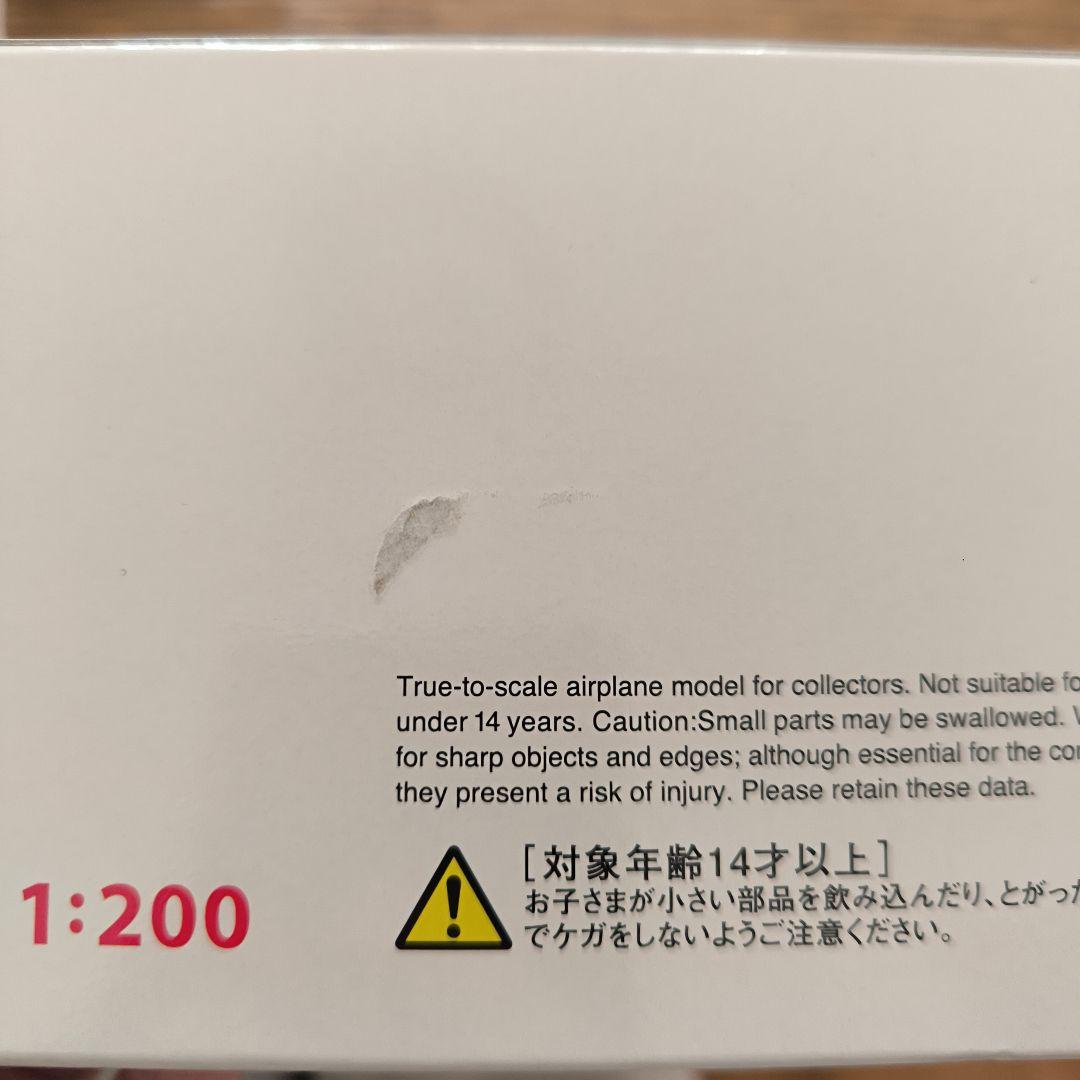 True-to-scale airplane model for collectors. Not suitable
under 14 years. Caution:Small parts may be swallowed.
for sharp objects and edges; although essential for the
they present a risk of injury. Please retain these data.
[対象年齢14才以上]
お子さまが小さい部品を飲み込んだり、とがった
でケガをしないようご注意ください。
1:200